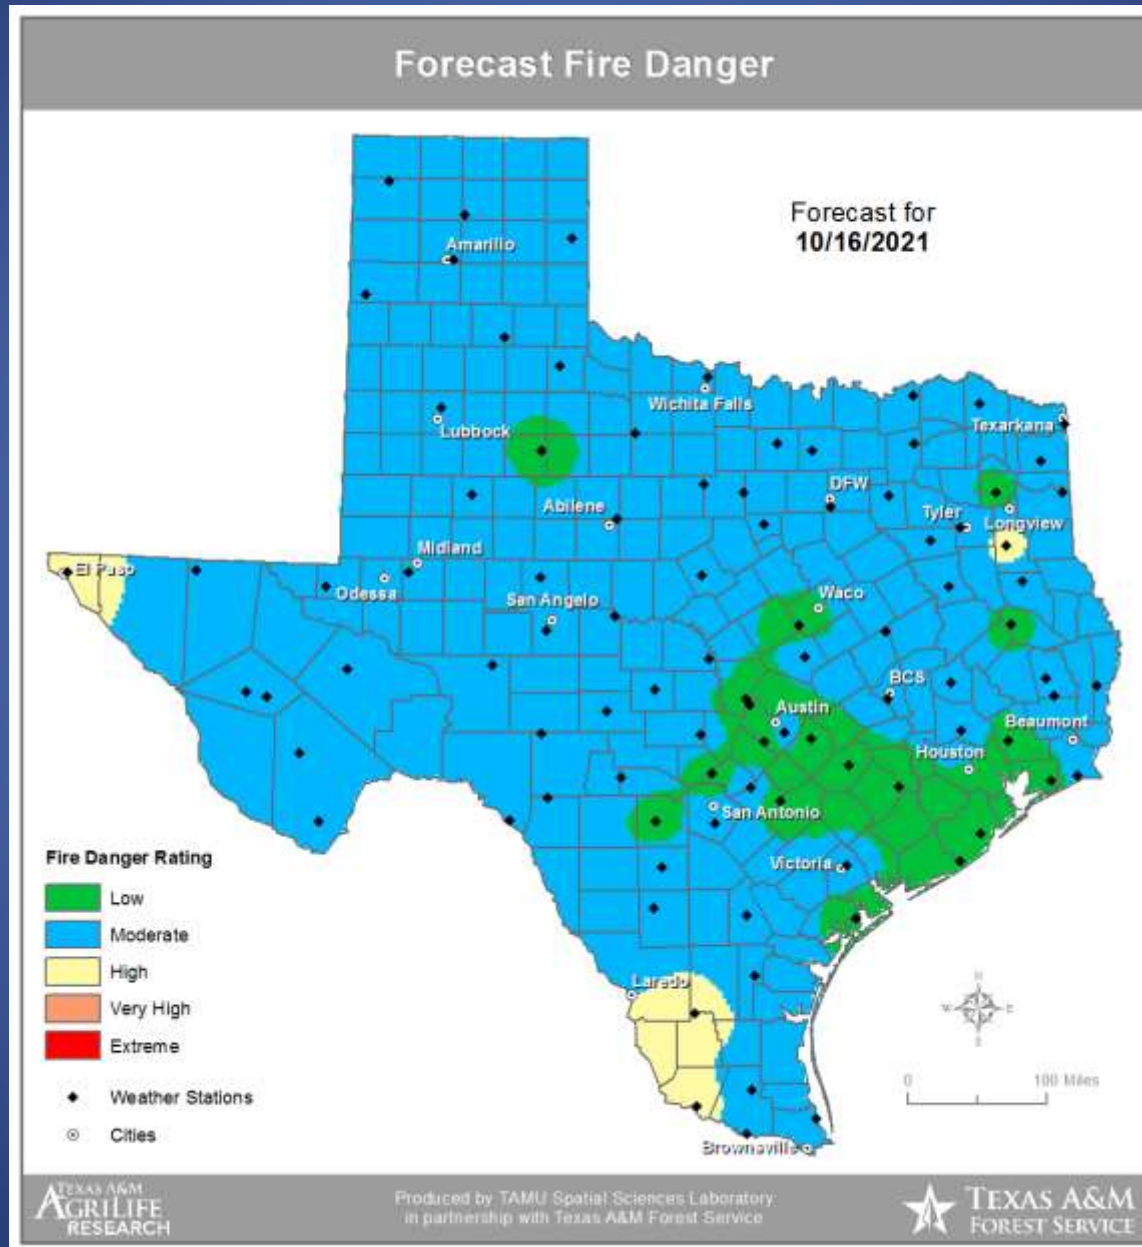 Forecast Fire Danger
Forecast for
10/16/2021
Amarillo
Wichita Falls
Lubbock
Texarkana
DFW
Abilene
Tyler
Longview
Midland
El Paso
Odessa
San Angelo
Waco
BCS
Austin
Beaumont
Houston
San Antonio
Victoria
Fire Danger Rating
Low
Moderate
High
Very High
Extreme
Weather Stations
Cities
Laredo
Brownsville
N
W E
S
0 100 Miles
TEXAS A&M
AGRILIFE
RESEARCH
Produced by TAMU Spatial Sciences Laboratory
in partnership with Texas A&M Forest Service
TEXAS A&M
FOREST SERVICE